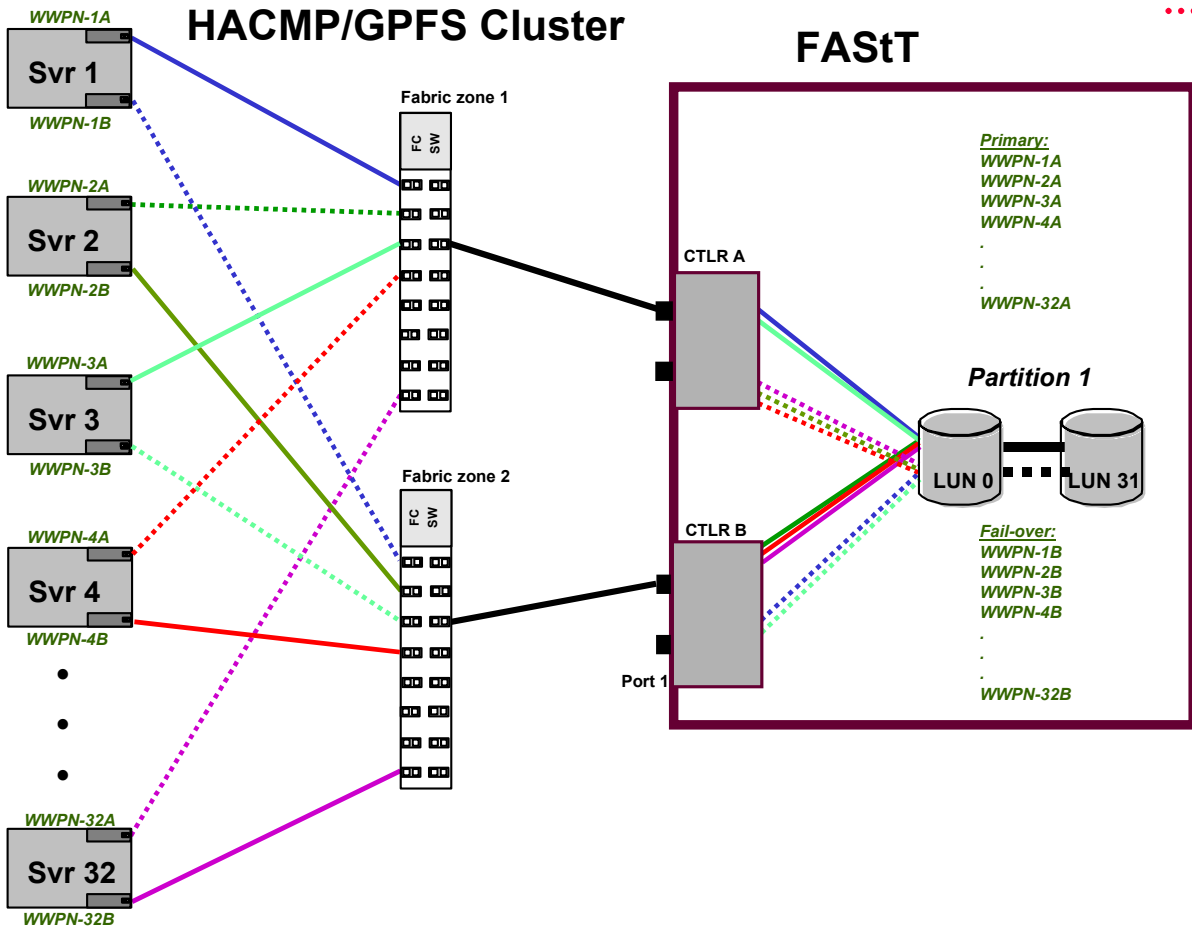 HACMP/GPFS Cluster
FAStT
WWPN-1A
Svr 1
WWPN-1B
WWPN-2A
Svr 2
WWPN-2B
WWPN-3A
Svr 3
WWPN-3B
WWPN-4A
Svr 4
WWPN-4B
WWPN-32A
Svr 32
WWPN-32B
Fabric zone 1
FC
SW
Fabric zone 2
FC
SW
CTLR A
CTLR B
Port 1
Primary:
WWPN-1A
WWPN-2A
WWPN-3A
WWPN-4A
.
.
.
WWPN-32A
Partition 1
LUN 0
LUN 31
Fail-over:
WWPN-1B
WWPN-2B
WWPN-3B
WWPN-4B
.
.
.
WWPN-32B